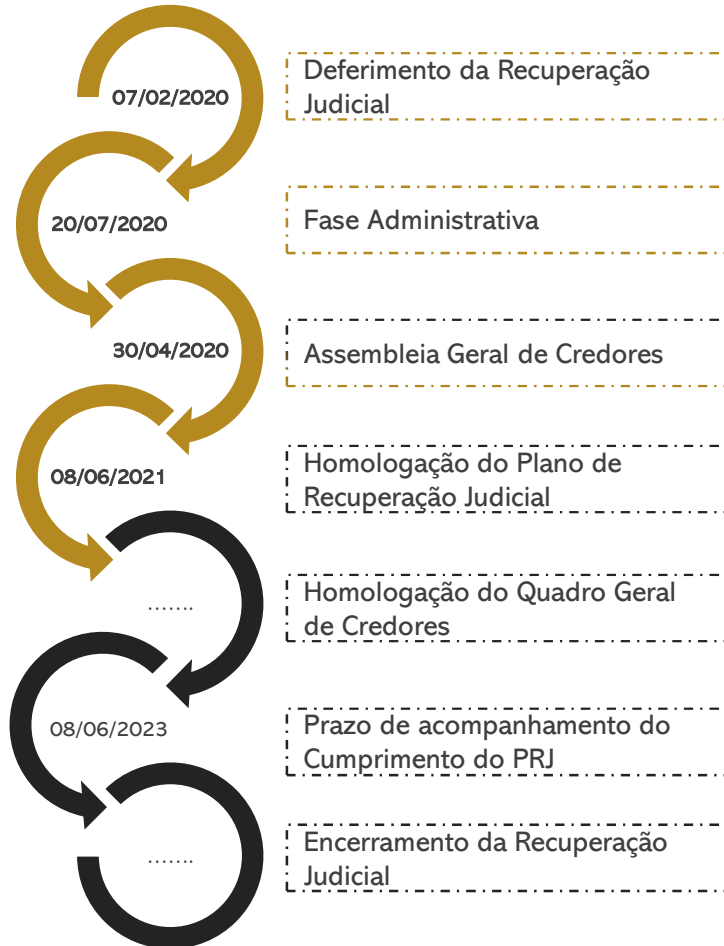 07/02/2020
Deferimento da Recuperação
Judicial
20/07/2020
Fase Administrativa
30/04/2020
Assembleia Geral de Credores
08/06/2021
Homologação do Plano de
Recuperação Judicial
.......
Homologação do Quadro Geral
de Credores
08/06/2023
Prazo de acompanhamento do
Cumprimento do PRJ
.......
Encerramento da Recuperação
Judicial